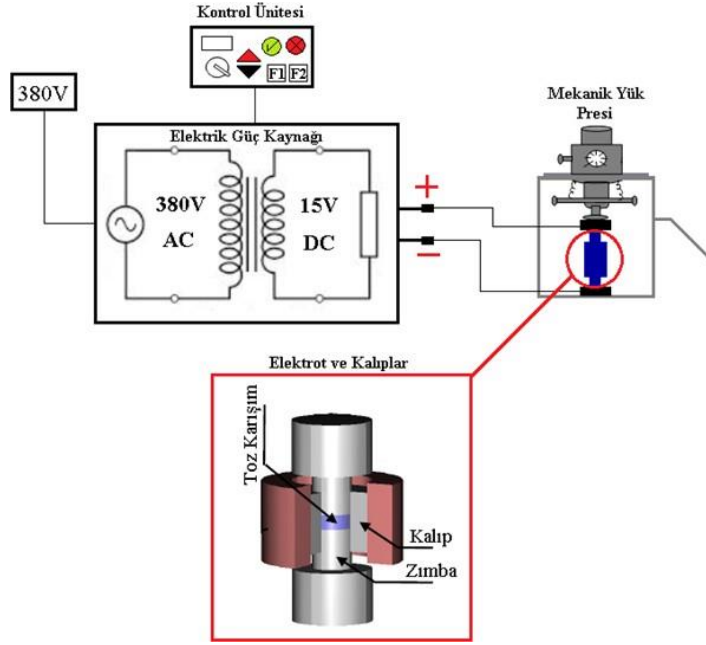 Kontrol Ünitesi
F1 F2
380V
Elektrik Güç Kaynağı
380V
AC
15V
DC
+
−
Mekanik Yük
Presi
Elektrot ve Kalıplar
Toz Karışım
Kalıp
Zımba